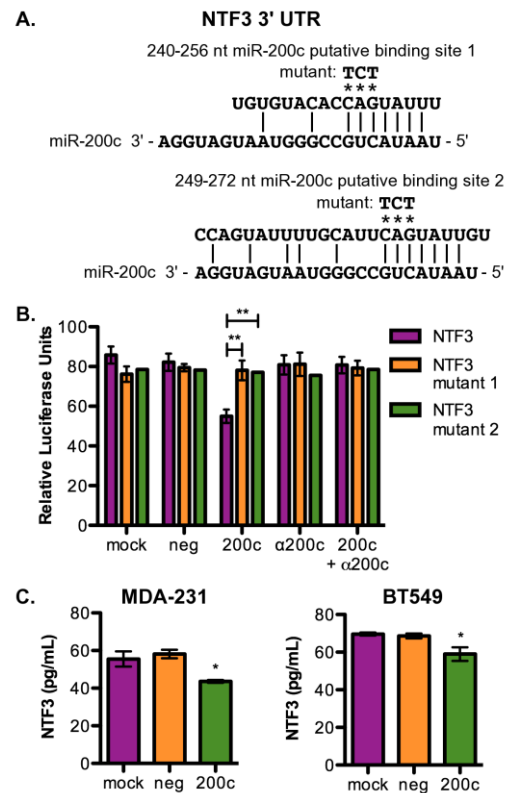 A. NTF3 3' UTR
240-256 nt miR-200c putative binding site 1
mutant: TCT
***
UGUGUACACCAGUAUUU
miR-200c 3' - AGGUAGUAAUGGGCCGUCAUAAU - 5'
249-272 nt miR-200c putative binding site 2
mutant: TCT
***
CCAGUAUUUUGCAUUCAGUAUUGU
miR-200c 3' - AGGUAGUAAUGGGCCGUCAUAAU- 5'
B.
Relative Luciferase Units
100
80
60
40
20
0
**
**
mock neg 200c α200c 200c
+ α200c
NTF3
NTF3
mutant 1
NTF3
mutant 2
C. MDA-231
NTF3 (pg/mL)
80
60
40
20
0
*
mock neg 200c
BT549
NTF3 (pg/mL)
80
60
40
20
0
*
mock neg 200c